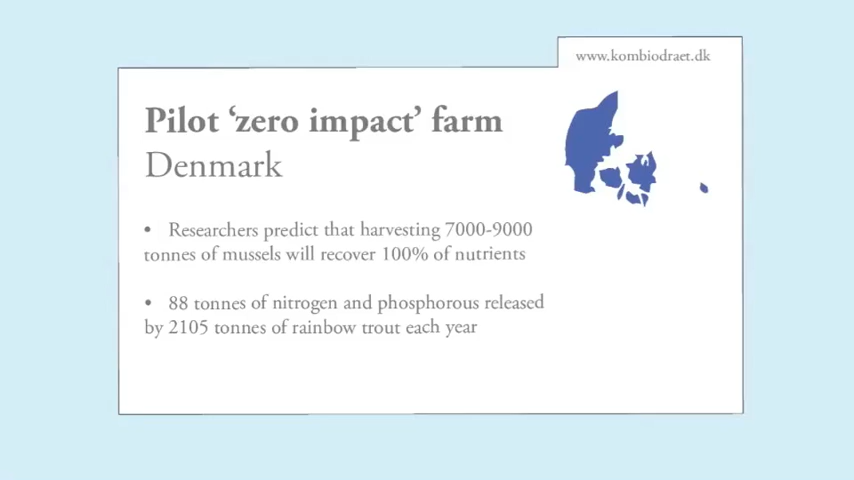 www.kombiodraet.dk
Pilot ‘zero impact’ farm
Denmark
• Researchers predict that harvesting 7000-9000
tonnes of mussels will recover 100% of nutrients
• 88 tonnes of nitrogen and phosphorous released
by 2105 tonnes of rainbow trout each year